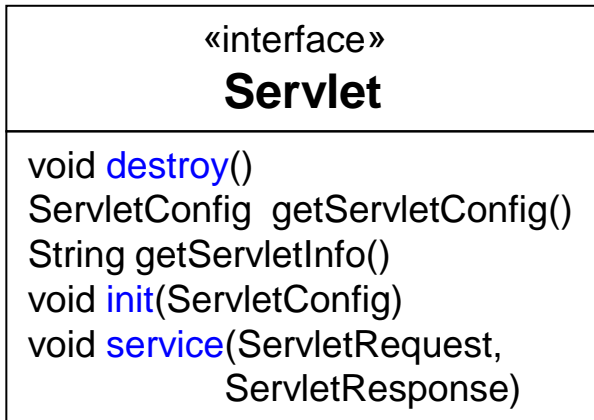 «interface»
Servlet
void destroy()
ServletConfig getServletConfig()
String getServletInfo()
void init(ServletConfig)
void service(ServletRequest,
ServletResponse)